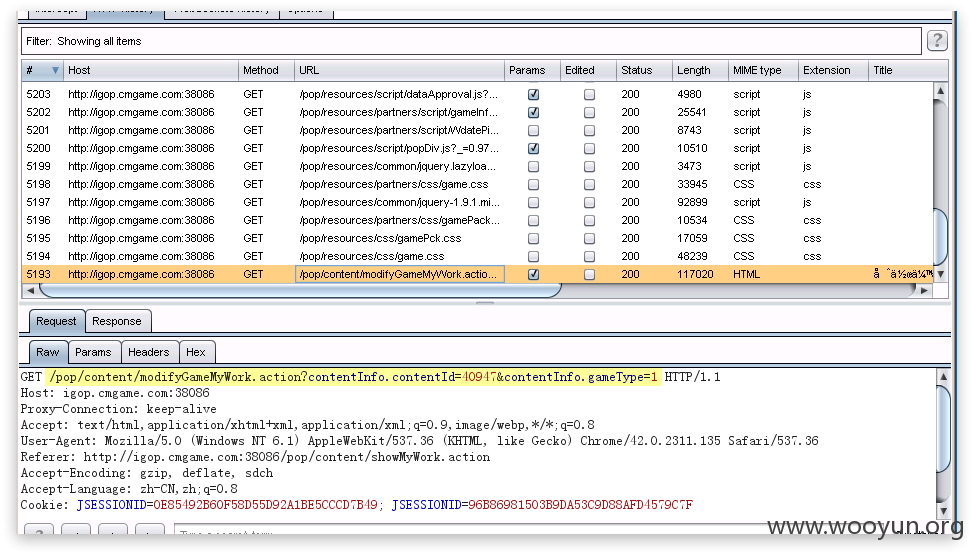 Filter: Showing all items
?
# Host Method URL Params Edited Status Length MIME type Extension Title
5203 http://igop.cmgame.com:38086 GET /pop/resources/script/dataApproval.js?... 200 4980 script js
5202 http://igop.cmgame.com:38086 GET /pop/resources/partners/script/gameInf... 200 25541 script js
5201 http://igop.cmgame.com:38086 GET /pop/resources/partners/script/WdatePi... 200 8743 script js
5200 http://igop.cmgame.com:38086 GET /pop/resources/script/popDiv.js?_=0.97... 200 10510 script js
5199 http://igop.cmgame.com:38086 GET /pop/resources/common/jquery.lazyloa... 200 3473 script js
5198 http://igop.cmgame.com:38086 GET /pop/resources/partners/css/game.css 200 33945 CSS css
5197 http://igop.cmgame.com:38086 GET /pop/resources/common/jquery-1.9.1.mi... 200 92899 script js
5196 http://igop.cmgame.com:38086 GET /pop/resources/partners/css/gamePack... 200 10534 CSS css
5195 http://igop.cmgame.com:38086 GET /pop/resources/css/gamePck.css 200 17059 CSS css
5194 http://igop.cmgame.com:38086 GET /pop/resources/css/game.css 200 48239 CSS css
5193 http://igop.cmgame.com:38086 GET /pop/content/modifyGameMyWork.actio... 200 117020 HTML
Request Response
Raw Params Headers Hex
GET /pop/content/modifyGameMyWork.action?contentInfo.contentId=40947&contentInfo.gameType=1 HTTP/1.1
Host: igop.cmgame.com:38086
Proxy-Connection: keep-alive
Accept: text/html,application/xhtml+xml,application/xml;q=0.9,image/webp,*/*;q=0.8
User-Agent: Mozilla/5.0 (Windows NT 6.1) AppleWebKit/537.36 (KHTML, like Gecko) Chrome/42.0.2311.135 Safari/537.36
Referer: http://igop.cmgame.com:38086/pop/content/showMyWork.action
Accept-Encoding: gzip, deflate, sdch
Accept-Language: zh-CN,zh;q=0.8
Cookie: JSESSIONID=0E85492B60F58D55D92A1BE5CCCD7B49; JSESSIONID=96B86981503B9DA53C9D88AFD4579C7F
www.wooyun.org